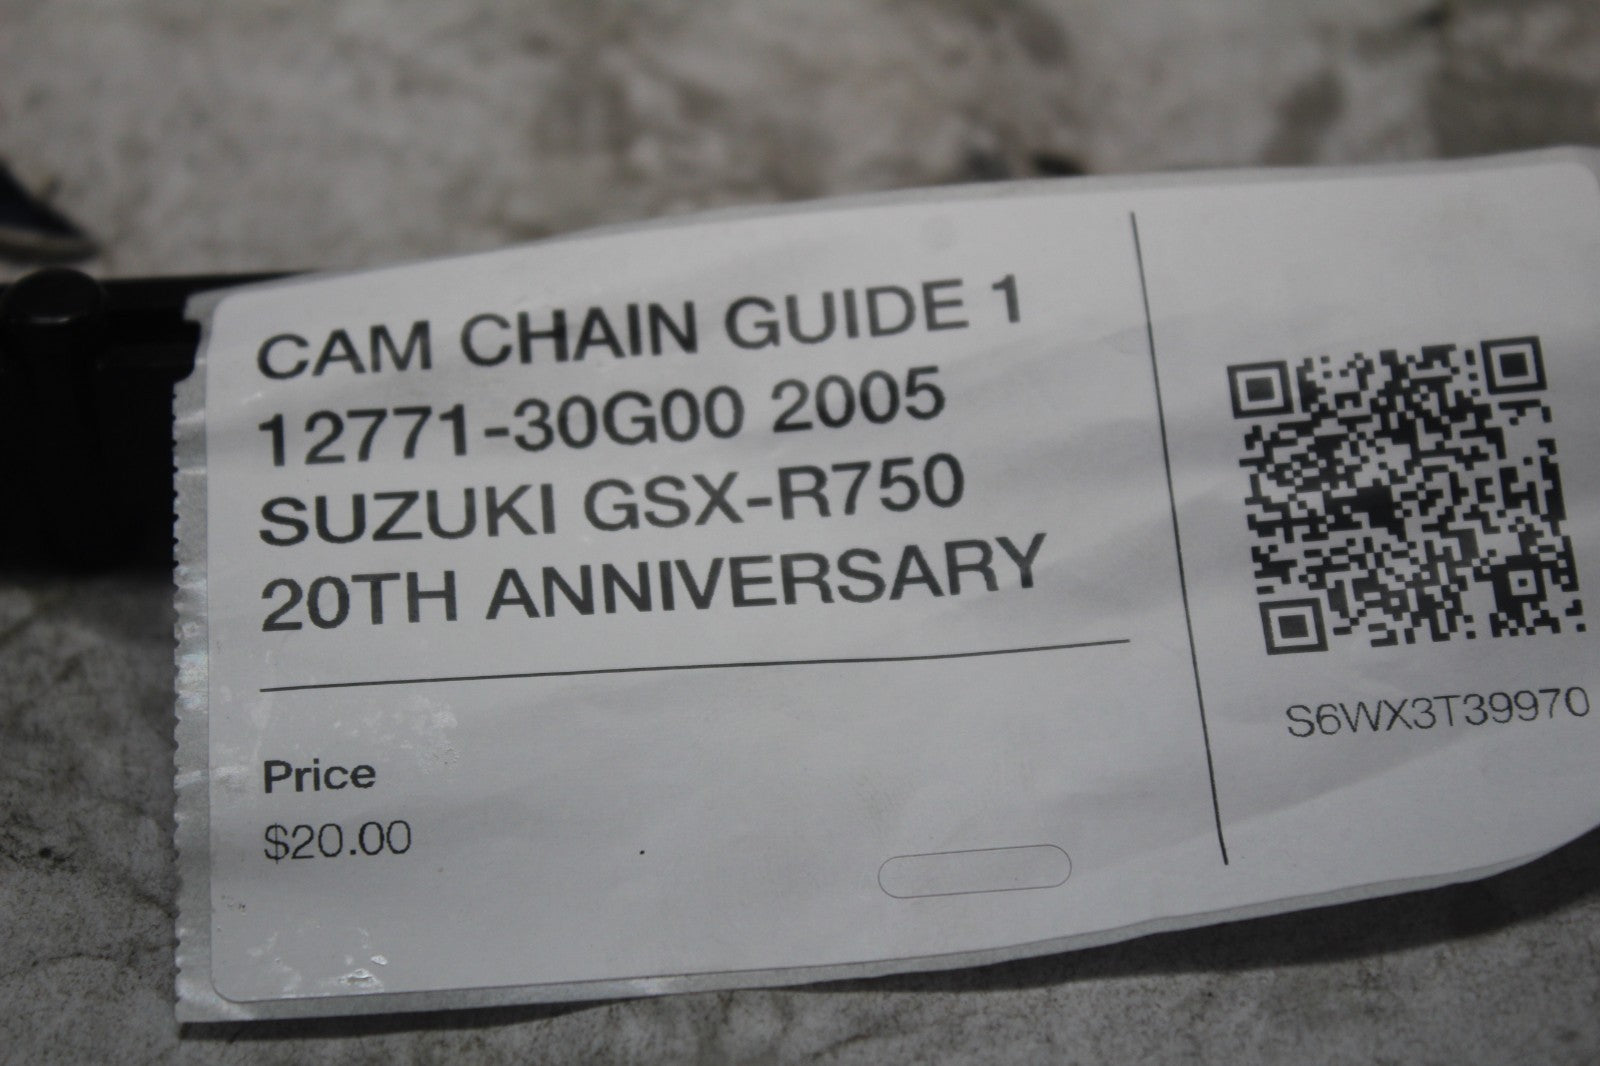 CAM CHAIN GUIDE 1
12771-30G00 2005
SUZUKI GSX-R750
20TH ANNIVERSARY
Price
$20.00
S6WX3T39970